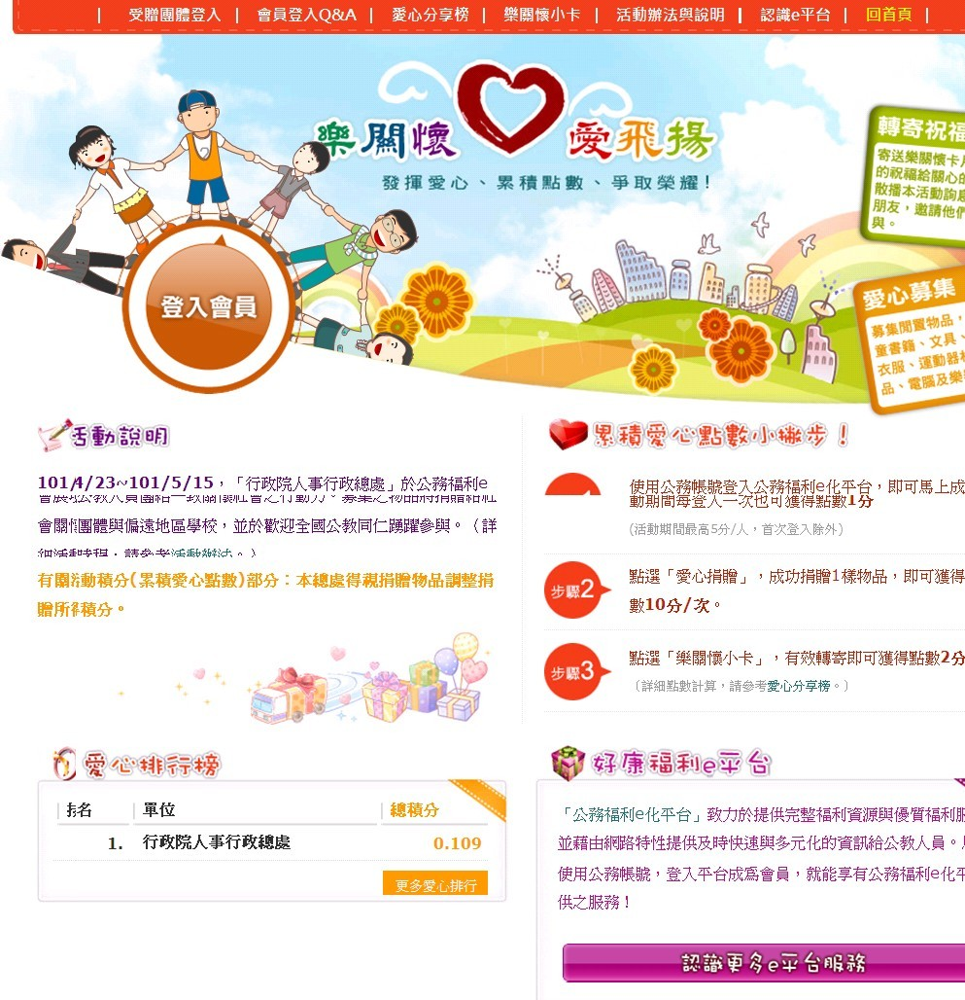 受贈團體登入 | 會員登入Q&A | 愛心分享榜 | 樂關懷小卡 | 活動辦法與說明 | 認識e平台 | 回首頁 |
樂關懷 愛飛揚
發揮愛心、累積點數、爭取榮耀!
轉寄祝福
寄送樂關懷卡
的祝福給關心的
散播本活動詢
朋友,邀請他們
與。
登入會員
愛心募集
募集閒置物品,
童書籍、文具、
衣服、運動器材
品、電腦及樂
活動說明
101/4/23~101/5/15,「行政院人事行政總處」於公務福利e
會關懷團體與偏遠地區學校,並於歡迎全國公教同仁踴躍參與。(詳
動積分(累積愛心點數)部分:本總處得視捐贈物品調整捐
贈所 積分。
累積愛心點數小撇步!
使用公務帳號登入公務福利e化平台,即可馬上成
動期間每登入一次也可獲得點數1分
(活動期間最高5分/人,首次登入除外)
步驟2
點選「愛心捐贈」,成功捐贈1樣物品,即可獲得
數10分/次。
步驟3
點選「樂關懷小卡」,有效轉寄即可獲得點數2分
〔詳細點數計算,請參考愛心分享榜。〕
愛心排行榜
名 單位 總積分
1. 行政院人事行政總處 0.109
更多愛心排行
好康福利e平台
「公務福利e化平台」致力於提供完整福利資源與優質福利服
並藉由網路特性提供及時快速與多元化的資訊給公教人員。
使用公務帳號,登入平台成為會員,就能享有公務福利e化平
供之服務!
認識更多e平台服務